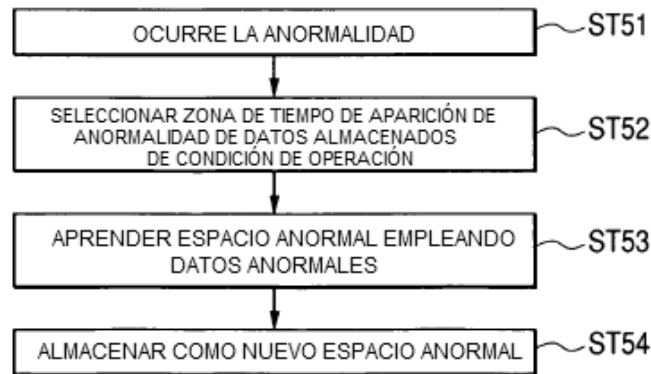 OCURRE LA ANORMALIDAD
ST51
SELECCIONAR ZONA DE TIEMPO DE APARICIÓN DE
ANORMALIDAD DE DATOS ALMACENADOS
DE CONDICIÓN DE OPERACIÓN
ST52
APRENDER ESPACIO ANORMAL EMPLEANDO
DATOS ANORMALES
ST53
ALMACENAR COMO NUEVO ESPACIO ANORMAL
ST54